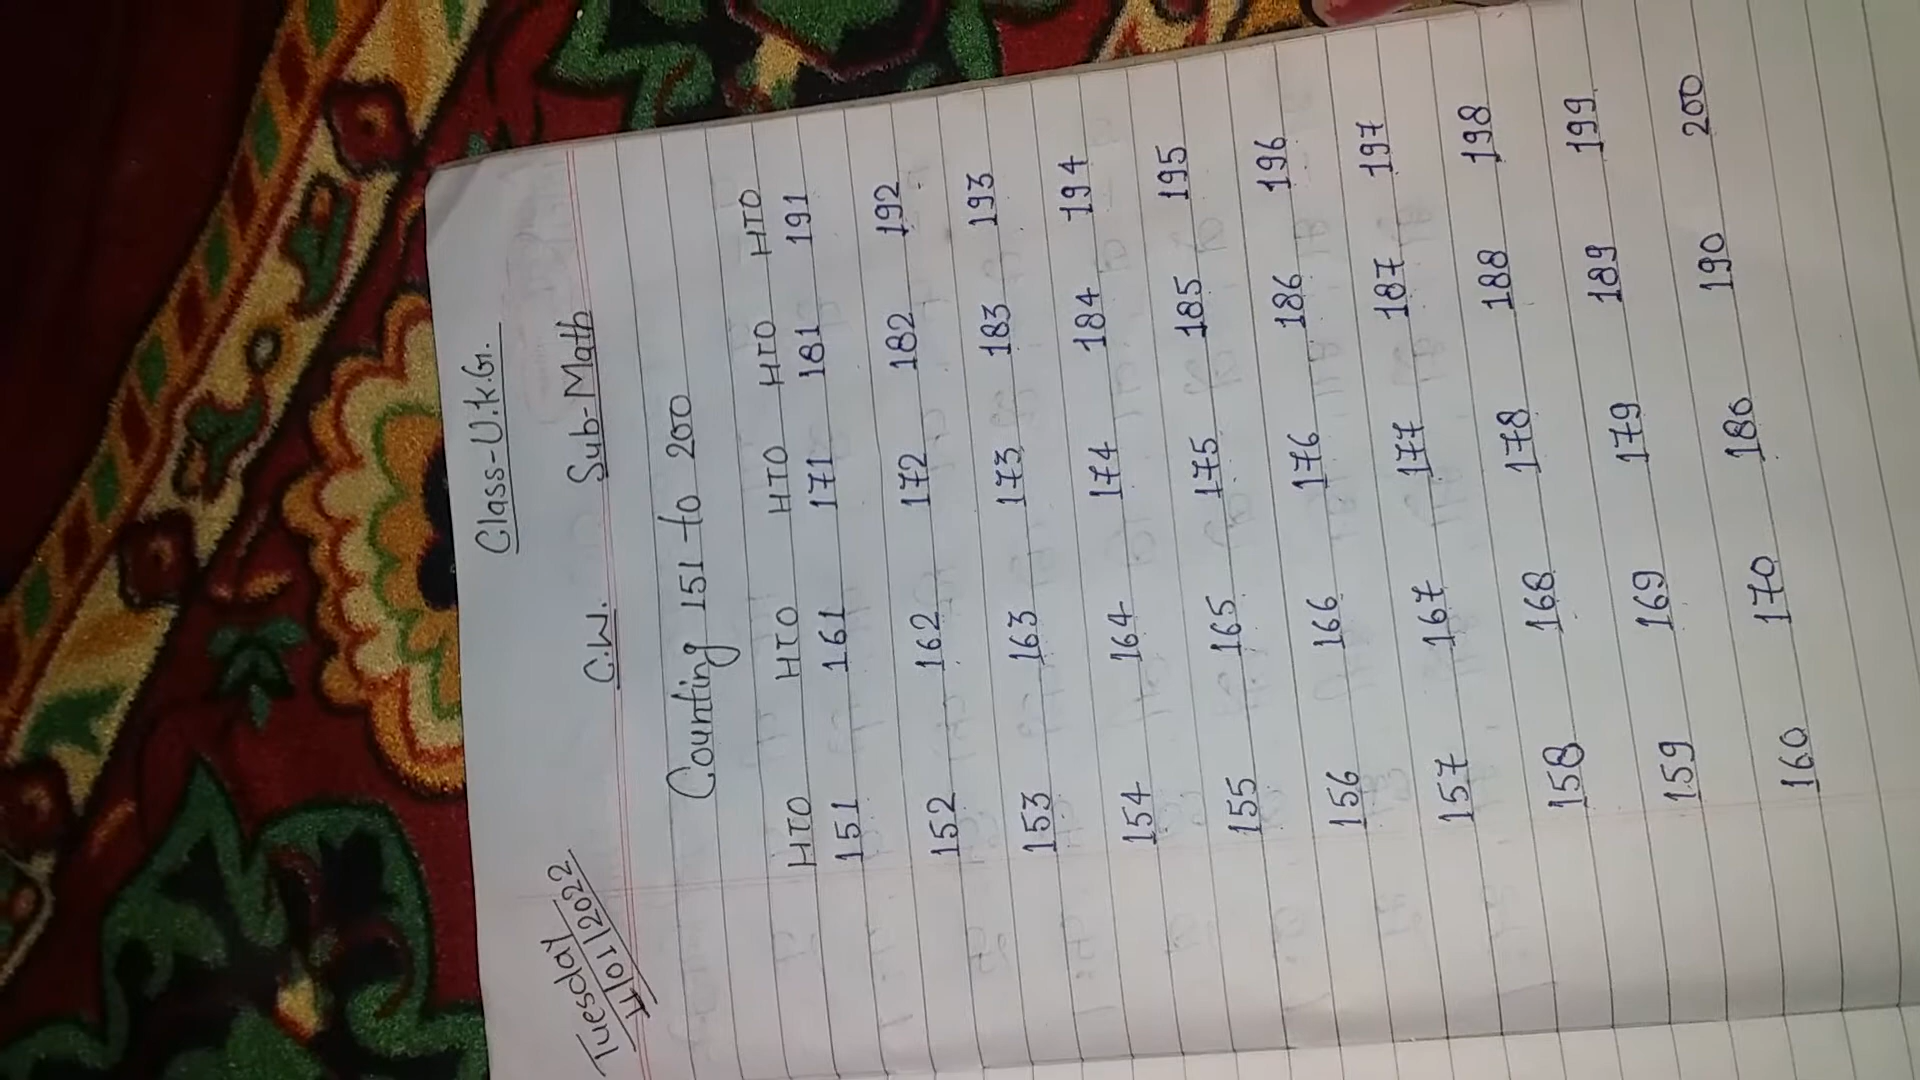 Class-U.K.G.
Tuesday C.W. Sub-Math
4/01/2022
Counting 151 to 200
HTO HTO HTO HTO HTO
151 161 171 181 191
152 162 172 182 192
153 163 173 183 193
154 164 174 184 194
155 165 175 185 195
156 166 176 186 196
157 167 177 187 197
158 168 178 188 198
159 169 179 189 199
160 170 180 190 200